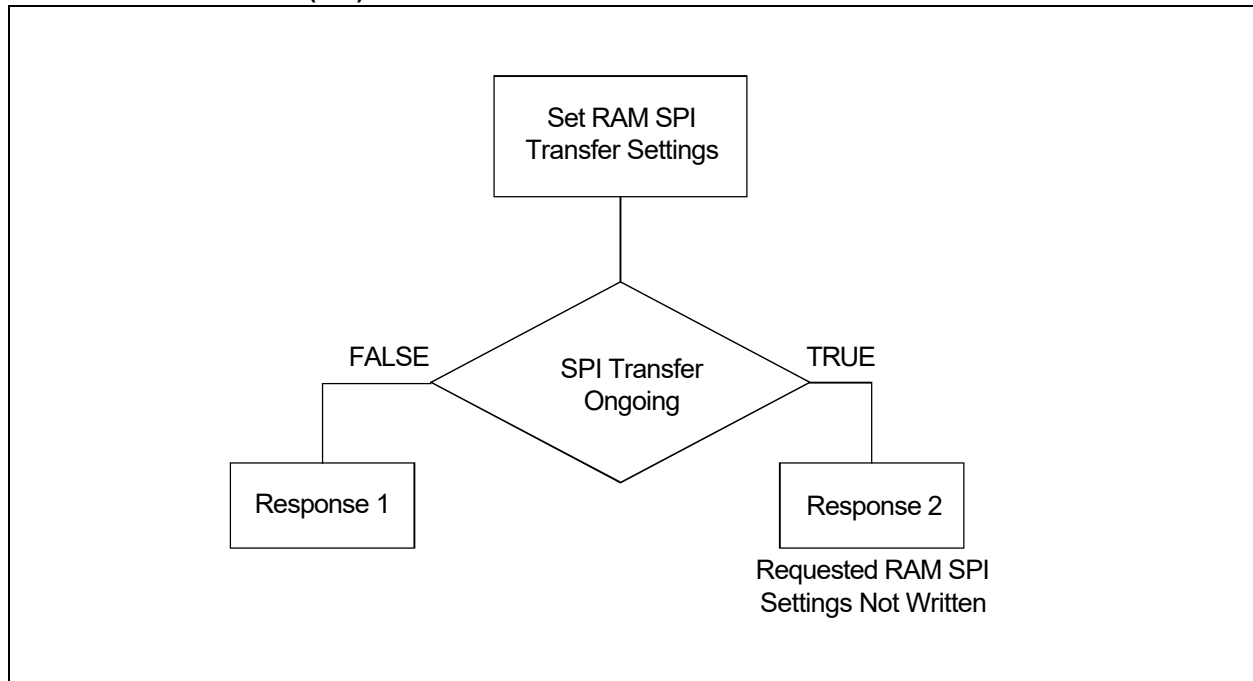 Set RAM SPI
Transfer Settings
FALSE
TRUE
SPI Transfer
Ongoing
Response 1
Response 2
Requested RAM SPI
Settings Not Written